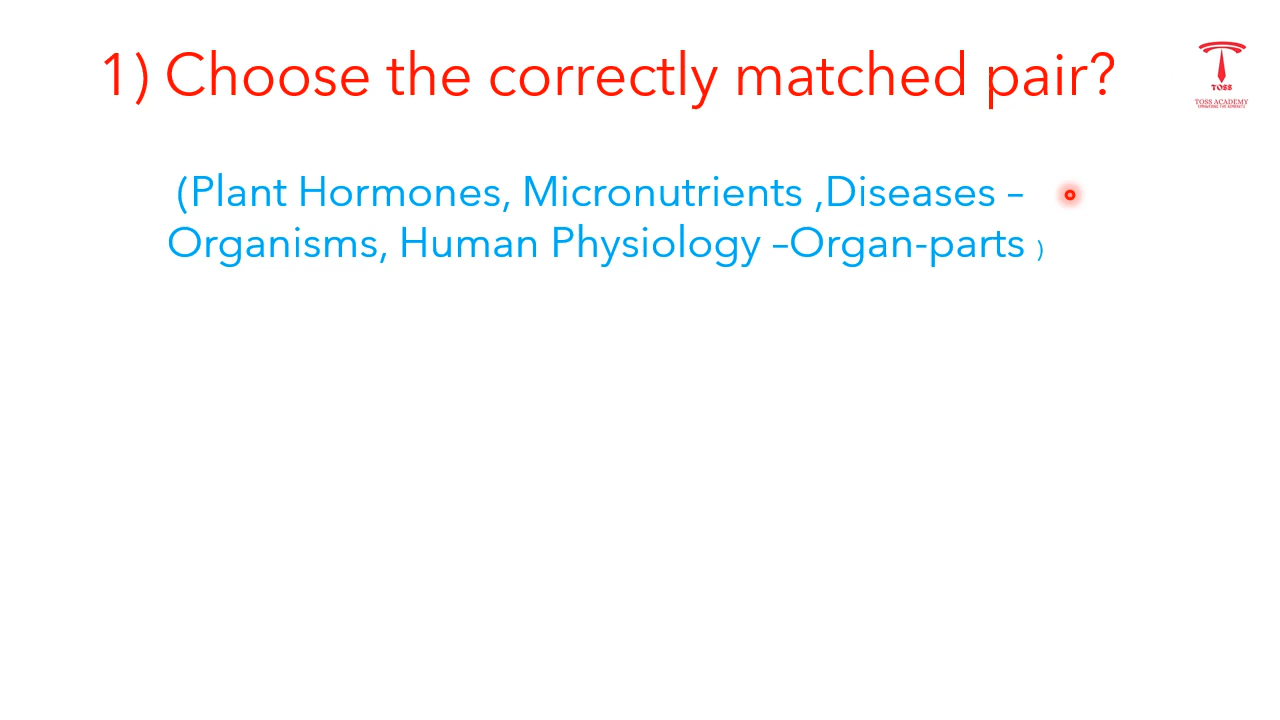 1) Choose the correctly matched pair?
TOSS
TOSS ACADEMY
(Plant Hormones, Micronutrients ,Diseases –
Organisms, Human Physiology –Organ-parts )